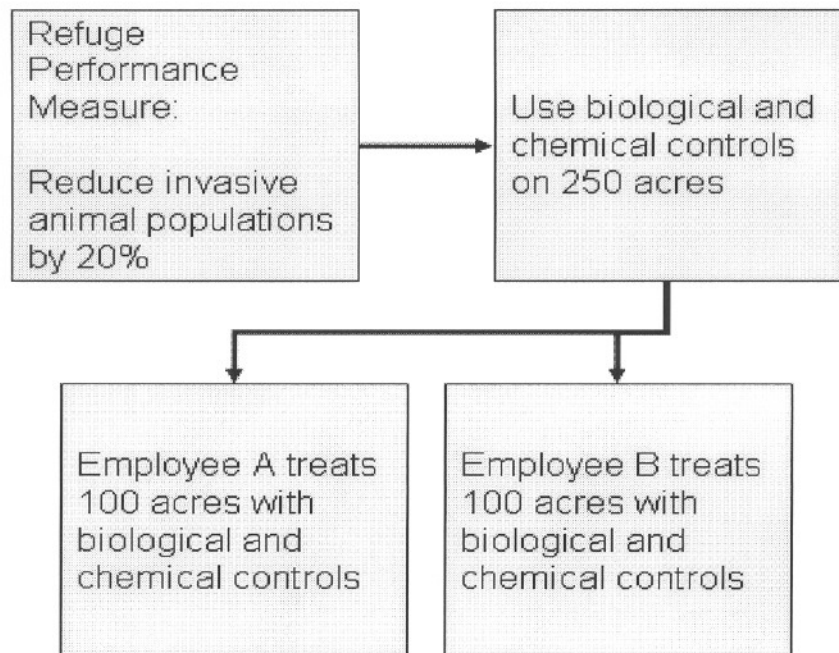 Refuge
Performance
Measure:
Reduce invasive
animal populations
by 20%
Use biological and
chemical controls
on 250 acres
Employee A treats
100 acres with
biological and
chemical controls
Employee B treats
100 acres with
biological and
chemical controls